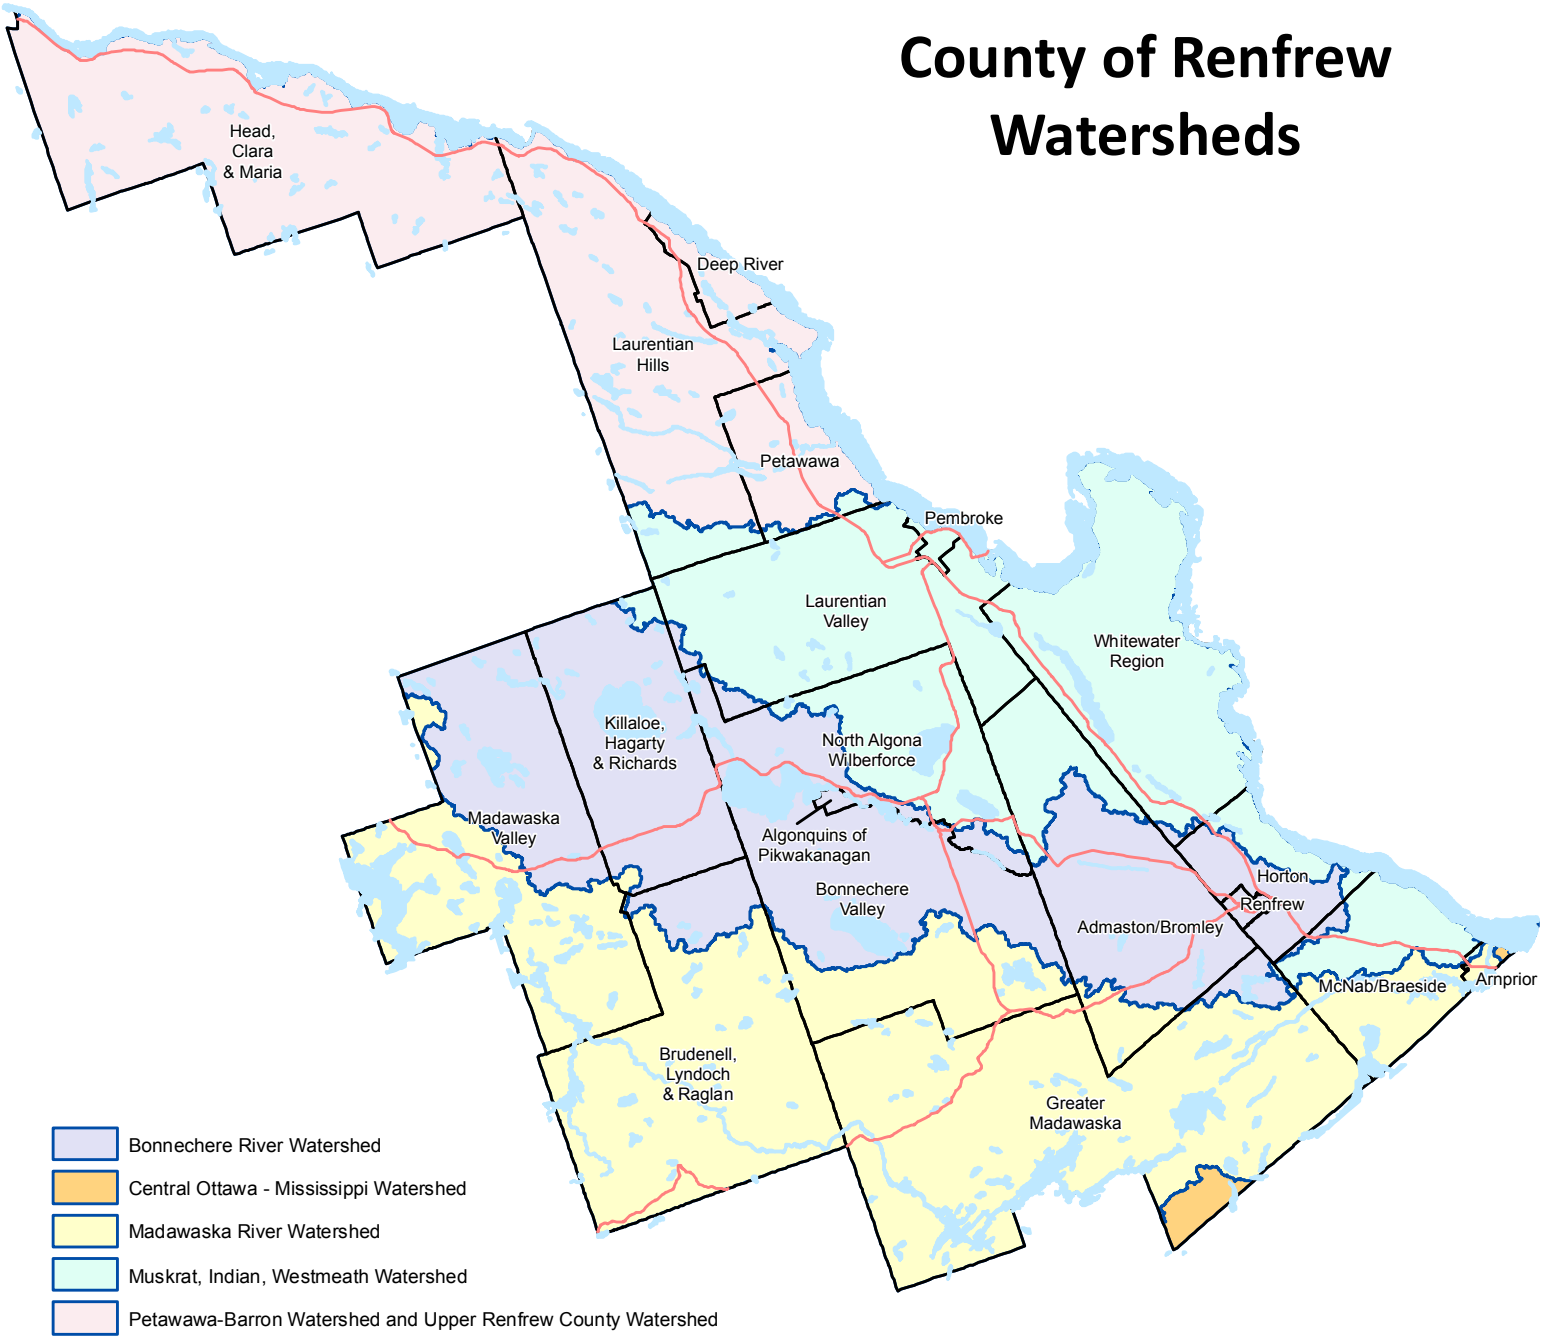 County of Renfrew
Watersheds
Head,
Clara
& Maria
Deep River
Laurentian
Hills
Petawawa
Pembroke
Laurentian
Valley
Whitewater
Region
Killaloe,
Hagarty
& Richards
North Algona
Wilberforce
Madawaska
Valley
Algonquins of
Pikwakanagan
Bonnechere
Valley
Horton
Renfrew
Admaston/Bromley
McNab/Braeside
Arnprior
Brudenell,
Lyndoch
& Raglan
Greater
Madawaska
Bonnechere River Watershed
Central Ottawa - Mississippi Watershed
Madawaska River Watershed
Muskrat, Indian, Westmeath Watershed
Petawawa-Barron Watershed and Upper Renfrew County Watershed